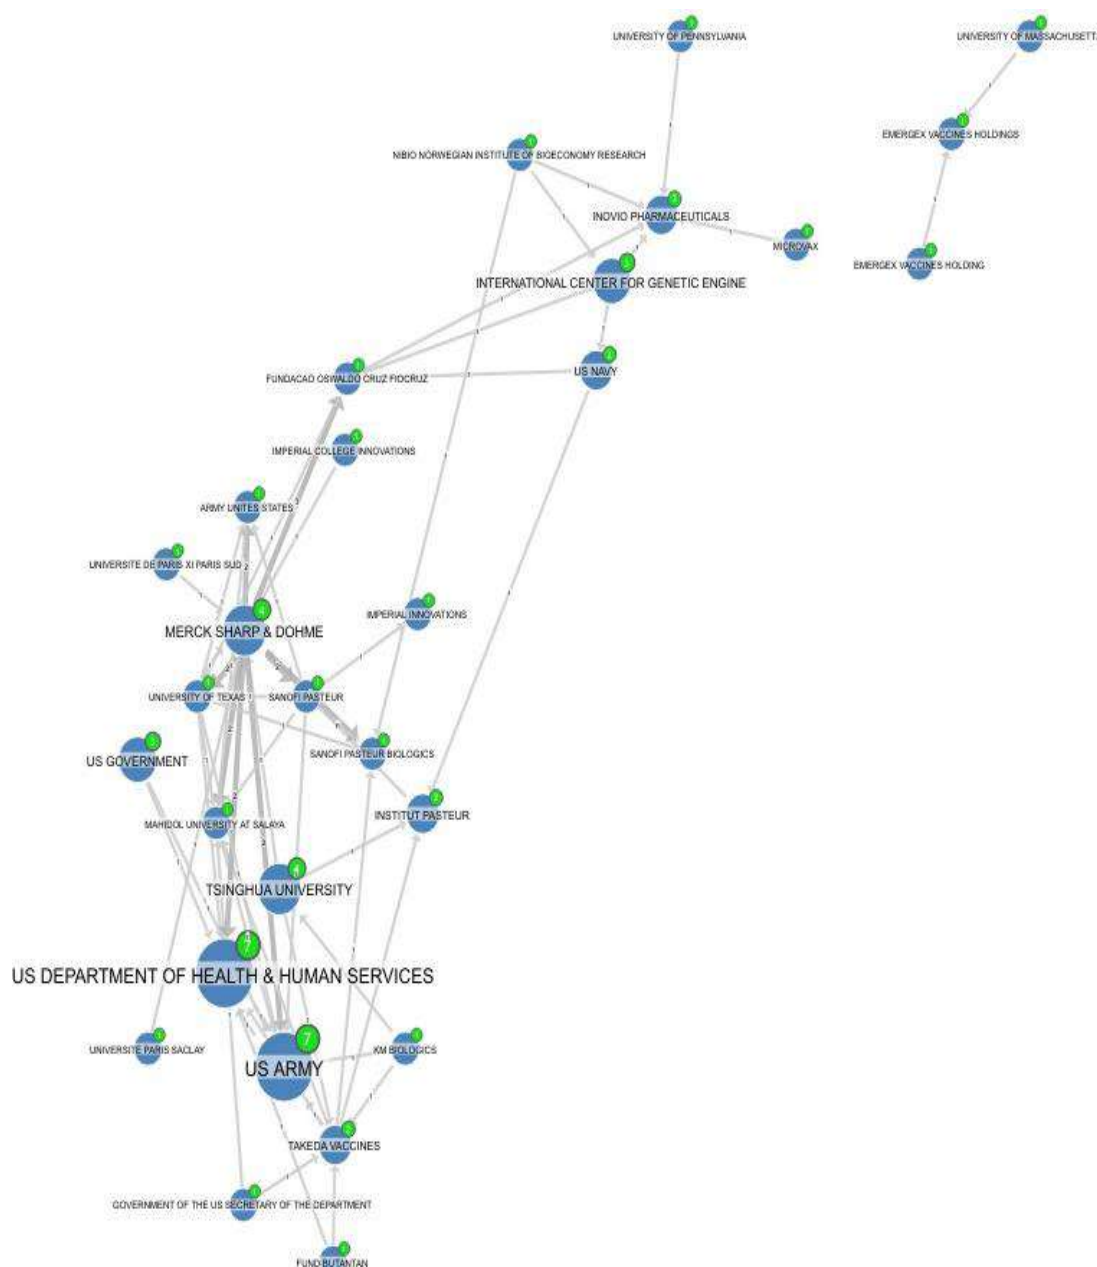 UNIVERSITY OF PENNSYLVANIA
UNIVERSITY OF MASSACHUSETT
EMERGEX VACCINES HOLDINGS
NIBIO NORWEGIAN INSTITUTE OF BIOECONOMY RESEARCH
INOVIO PHARMACEUTICALS
MICROVAX
EMERGEX VACCINES HOLDING
INTERNATIONAL CENTER FOR GENETIC ENGINE
US NAVY
FUNDACAO OSWALDO CRUZ FIOCRUZ
IMPERIAL COLLEGE INNOVATIONS
ARMY UNITES STATES
UNIVERSITE DE PARIS XI PARIS SUD
IMPERIAL INNOVATIONS
4
MERCK SHARP & DOHME
UNIVERSITY OF TEXAS
SANOFI PASTEUR
SANOFI PASTEUR BIOLOGICS
US GOVERNMENT
INSTITUT PASTEUR
MAHIDOL UNIVERSITY AT SALAYA
4
TSINGHUA UNIVERSITY
7
US DEPARTMENT OF HEALTH & HUMAN SERVICES
7
US ARMY
UNIVERSITE PARIS SACLAY
KM BIOLOGICS
TAKEDA VACCINES
GOVERNMENT OF THE US SECRETARY OF THE DEPARTMENT
FUND BUTANTAN